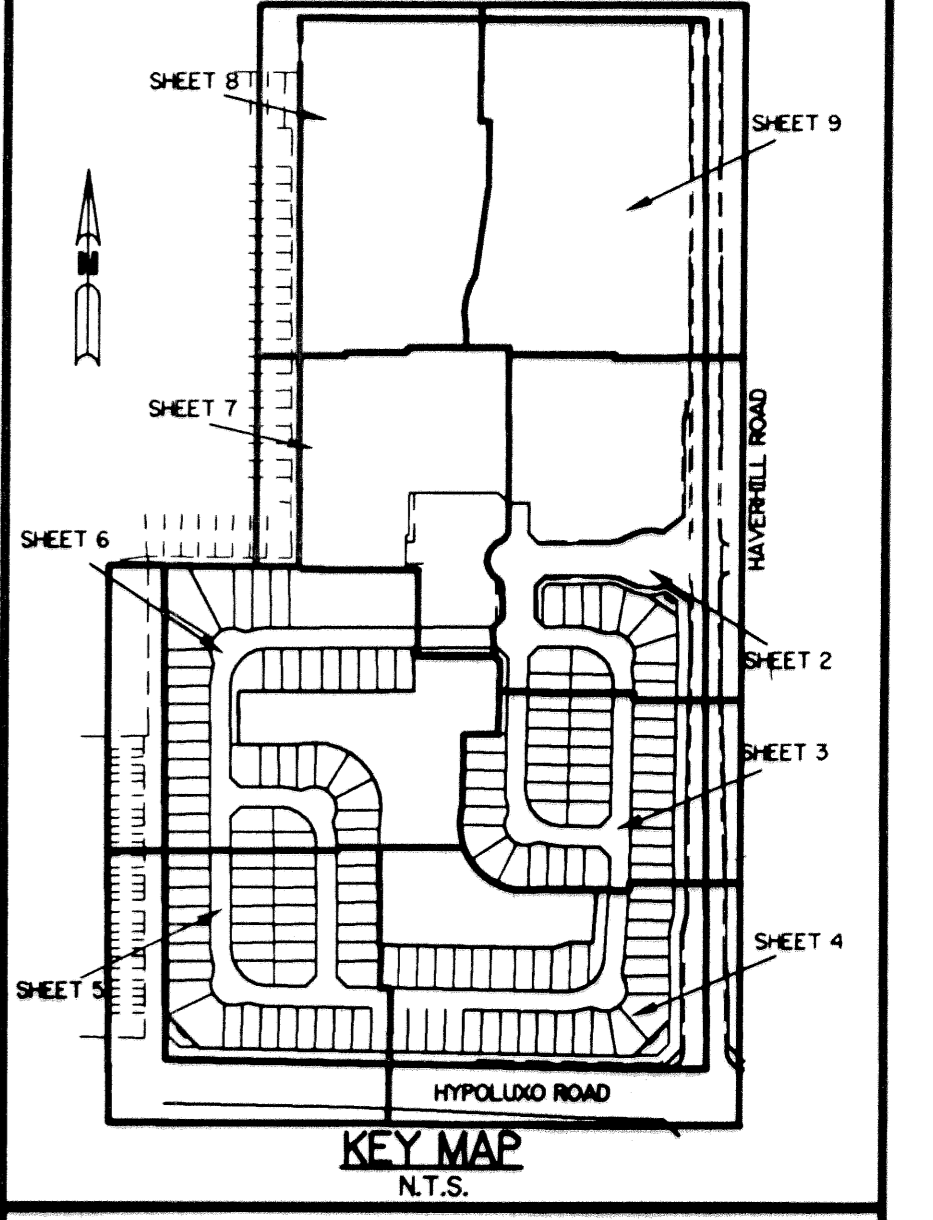 SHEET 8
SHEET 9
N
SHEET 7
HAVERHILL ROAD
SHEET 6
SHEET 2
SHEET 3
SHEET 4
SHEET 5
HYPOLUXO ROAD
KEY MAP
N.T.S.